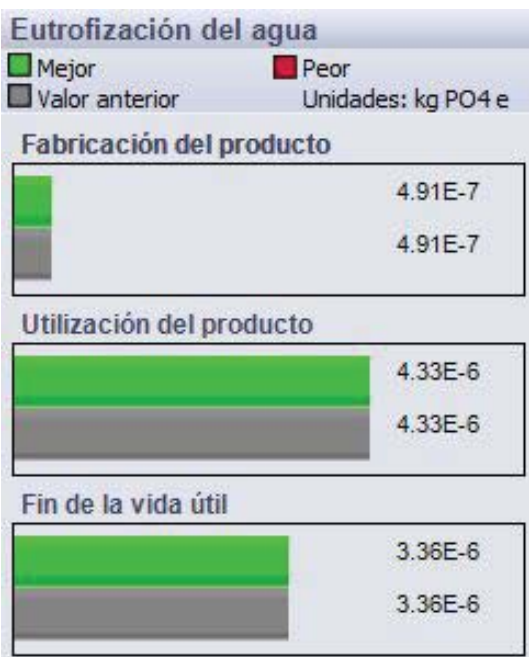 Eutrofización del agua
Mejor Peor
Valor anterior Unidades: kg PO4 e
Fabricación del producto
4.91E-7
4.91E-7
Utilización del producto
4.33E-6
4.33E-6
Fin de la vida útil
3.36E-6
3.36E-6